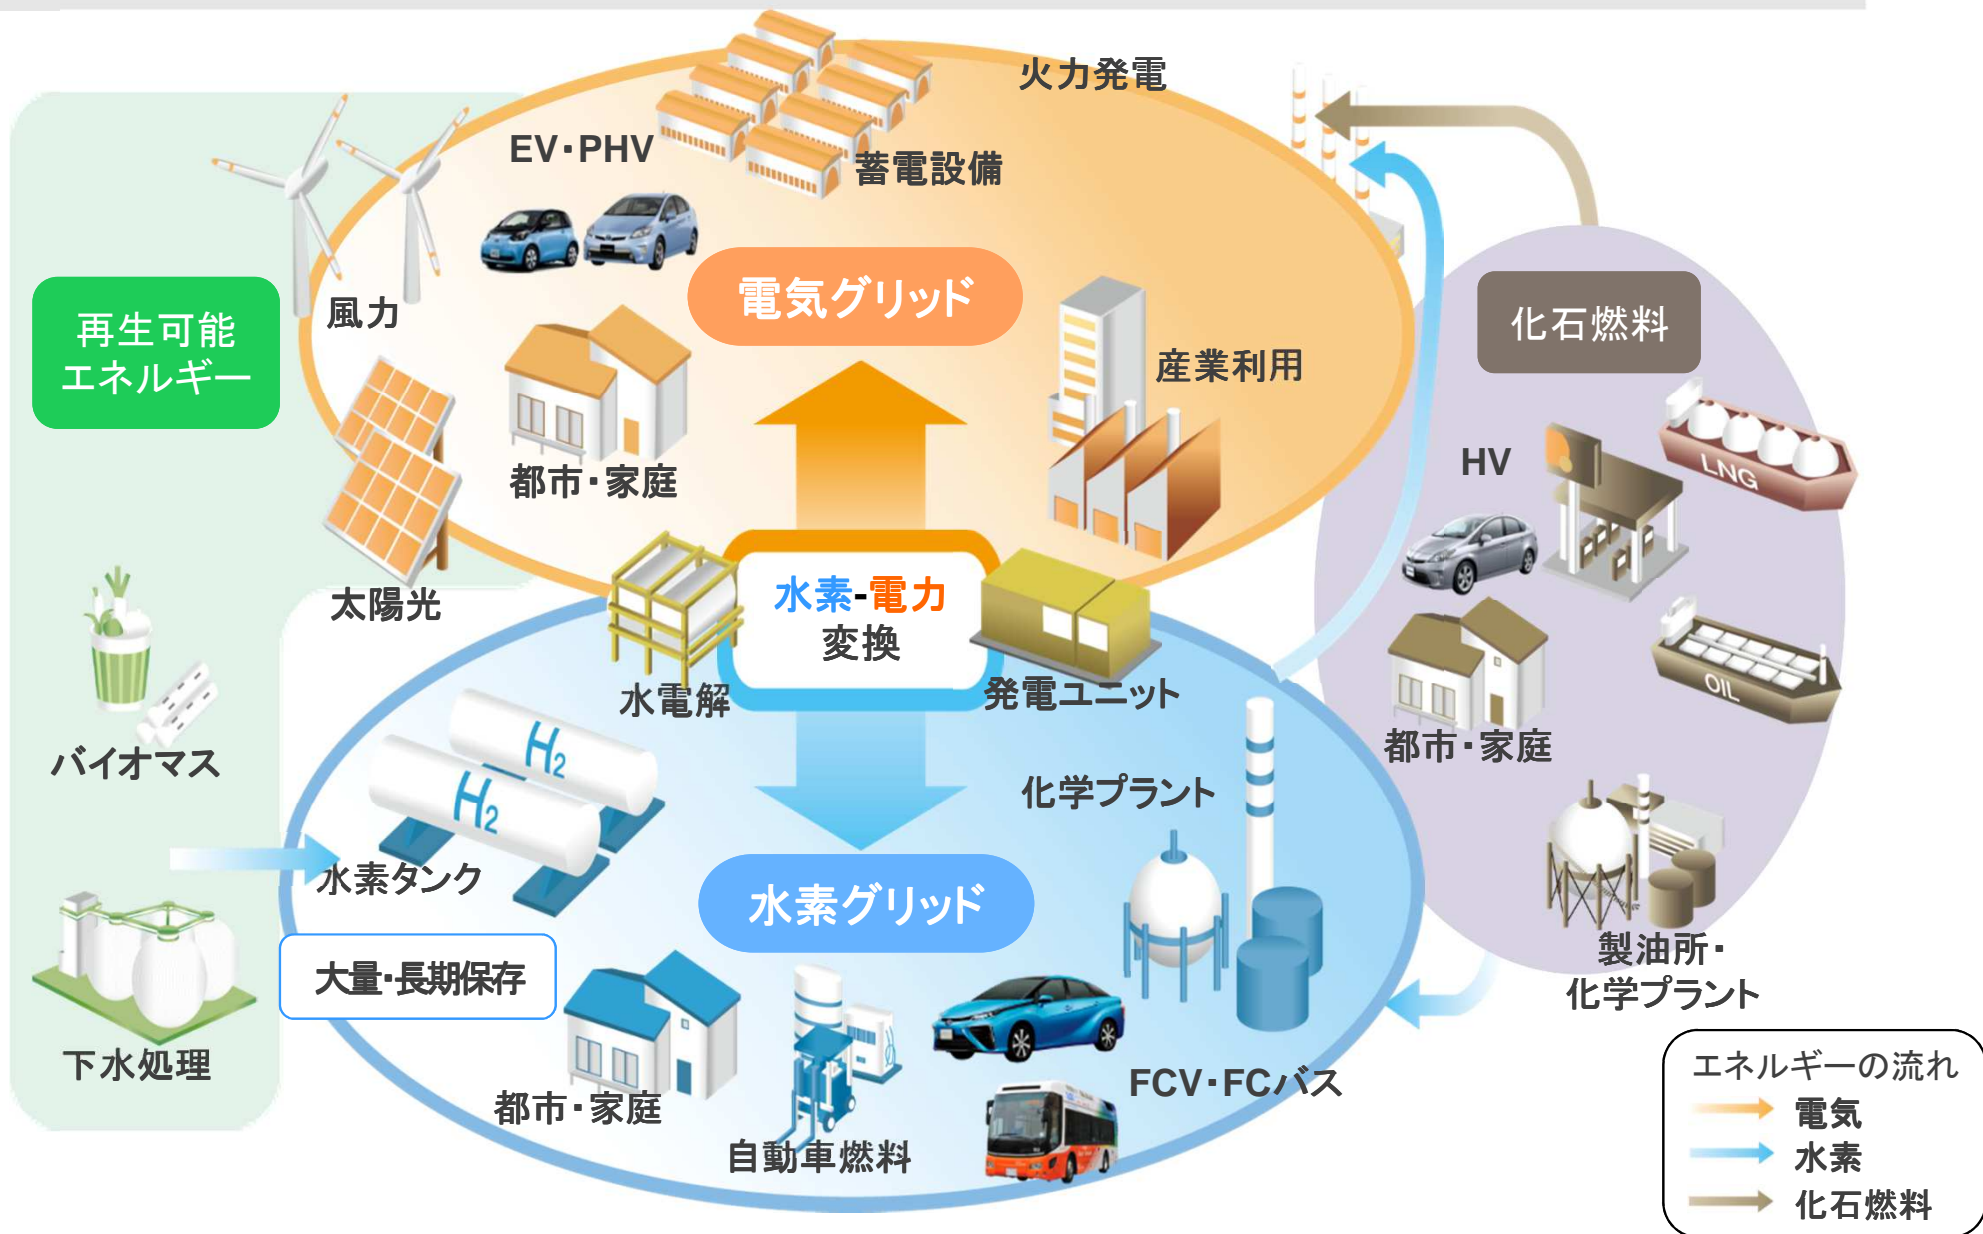 火力発電
EV・PHV
蓄電設備
電気グリッド
再生可能
エネルギー
風力
化石燃料
産業利用
都市・家庭
HV
LNG
太陽光
水素-電力
変換
水電解
発電ユニット
OIL
都市・家庭
バイオマス
H2
H2
化学プラント
水素タンク
水素グリッド
製油所・
化学プラント
大量・長期保存
下水処理
都市・家庭
FCV・FCバス
自動車燃料
エネルギーの流れ
電気
水素
化石燃料